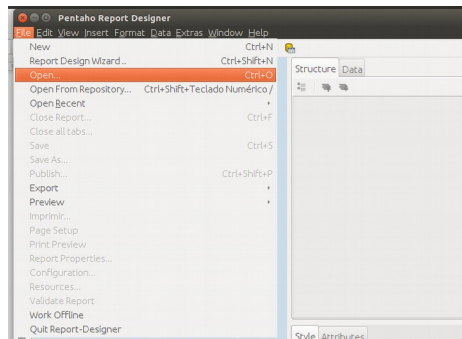 Pentaho Report Designer
File Edit View Insert Format Data Extras Window Help
New Ctrl+N
Report Design Wizard.. Ctrl+Shift+N
Open... Ctrl+O
Open From Repository... Ctrl+Shift+Teclado Numérico /
Open Recent
Close Report... Ctrl+F
Close all tabs...
Save Ctrl+S
Save As...
Publish... Ctrl+Shift+P
Export
Preview
Imprimir...
Page Setup
Print Preview
Report Properties...
Configuration...
Resources...
Validate Report
Work Offline
Quit Report-Designer
Structure Data
Style Attributes